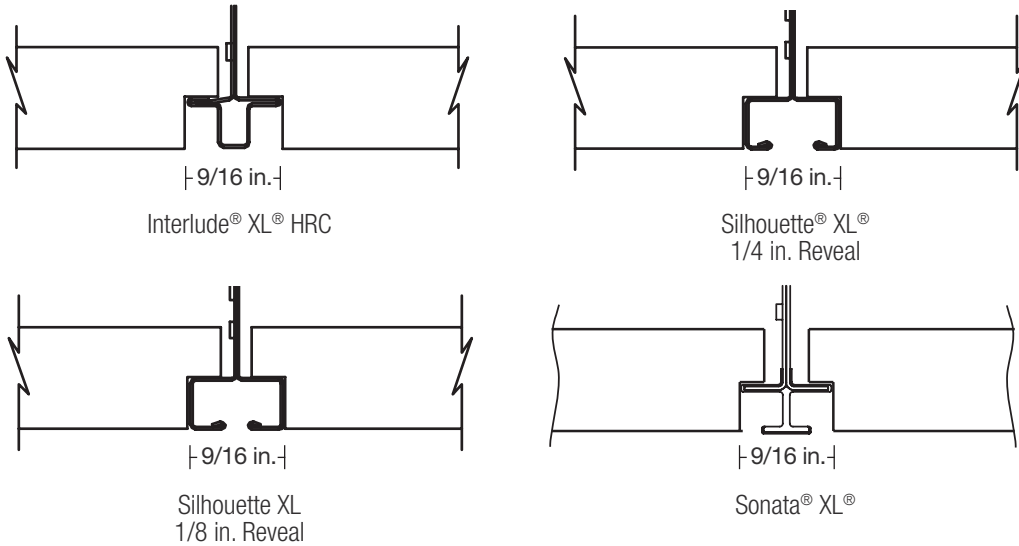 9/16 in.
Interlude® XL® HRC
9/16 in.
Silhouette® XL®
1/4 in. Reveal
9/16 in.
Silhouette XL
1/8 in. Reveal
9/16 in.
Sonata® XL®